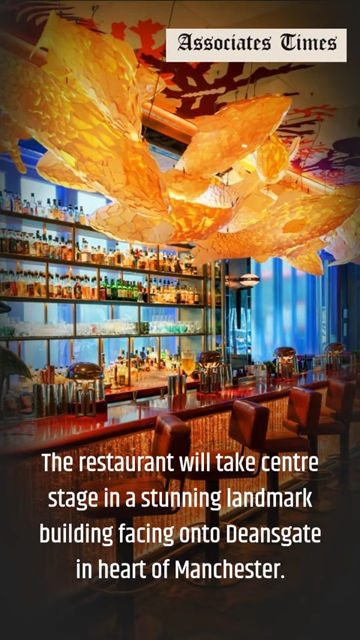 Associates Times
The restaurant will take centre
stage in a stunning landmark
building facing onto Deansgate
in heart of Manchester.